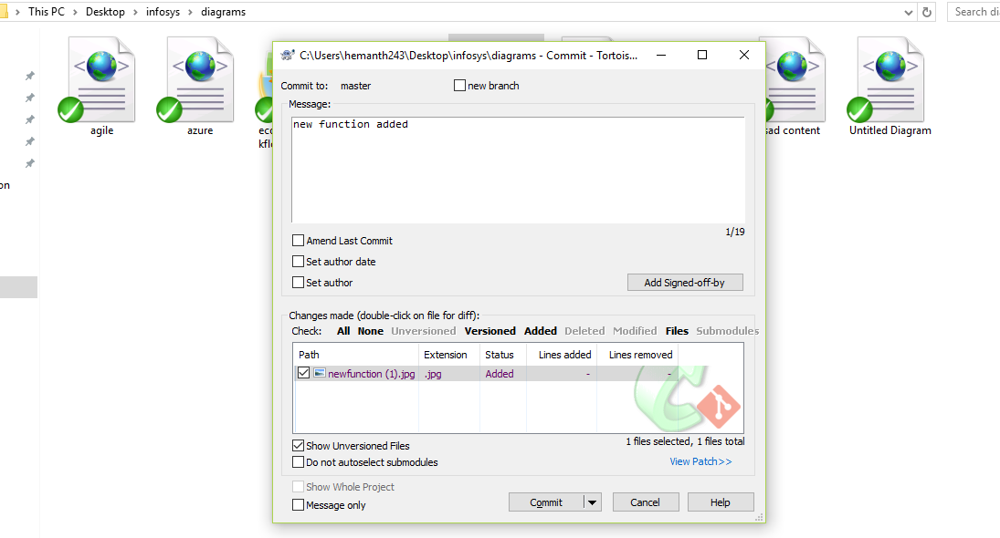 This PC > Desktop > infosys > diagrams
Search di
on
agile
azure
eco
kfl
sad content
Untitled Diagram
C:\Users\hemanth243\Desktop\infosys\diagrams - Commit - Tortois...
Commit to: master
new branch
Message:
new function added
1/19
Amend Last Commit
Set author date
Set author
Add Signed-off-by
Changes made (double-click on file for diff):
Check: All None Unversioned Versioned Added Deleted Modified Files Submodules
Path Extension Status Lines added Lines removed
newfunction (1).jpg .jpg Added - -
1 files selected, 1 files total
Show Unversioned Files
Do not autoselect submodules
View Patch>>
Show Whole Project
Message only
Commit
Cancel
Help